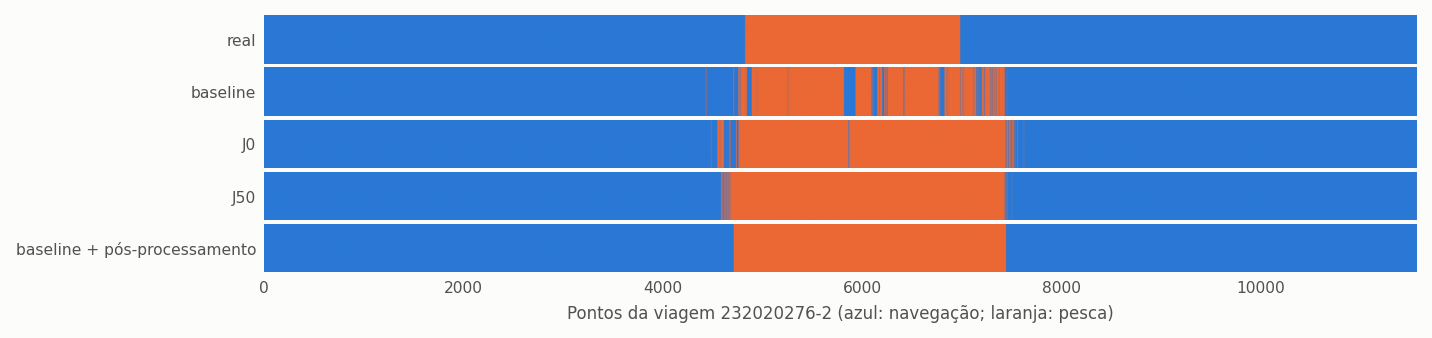 real
baseline
J0
J50
baseline + pós-processamento
0 2000 4000 6000 8000 10000
Pontos da viagem 232020276-2 (azul: navegação; laranja: pesca)